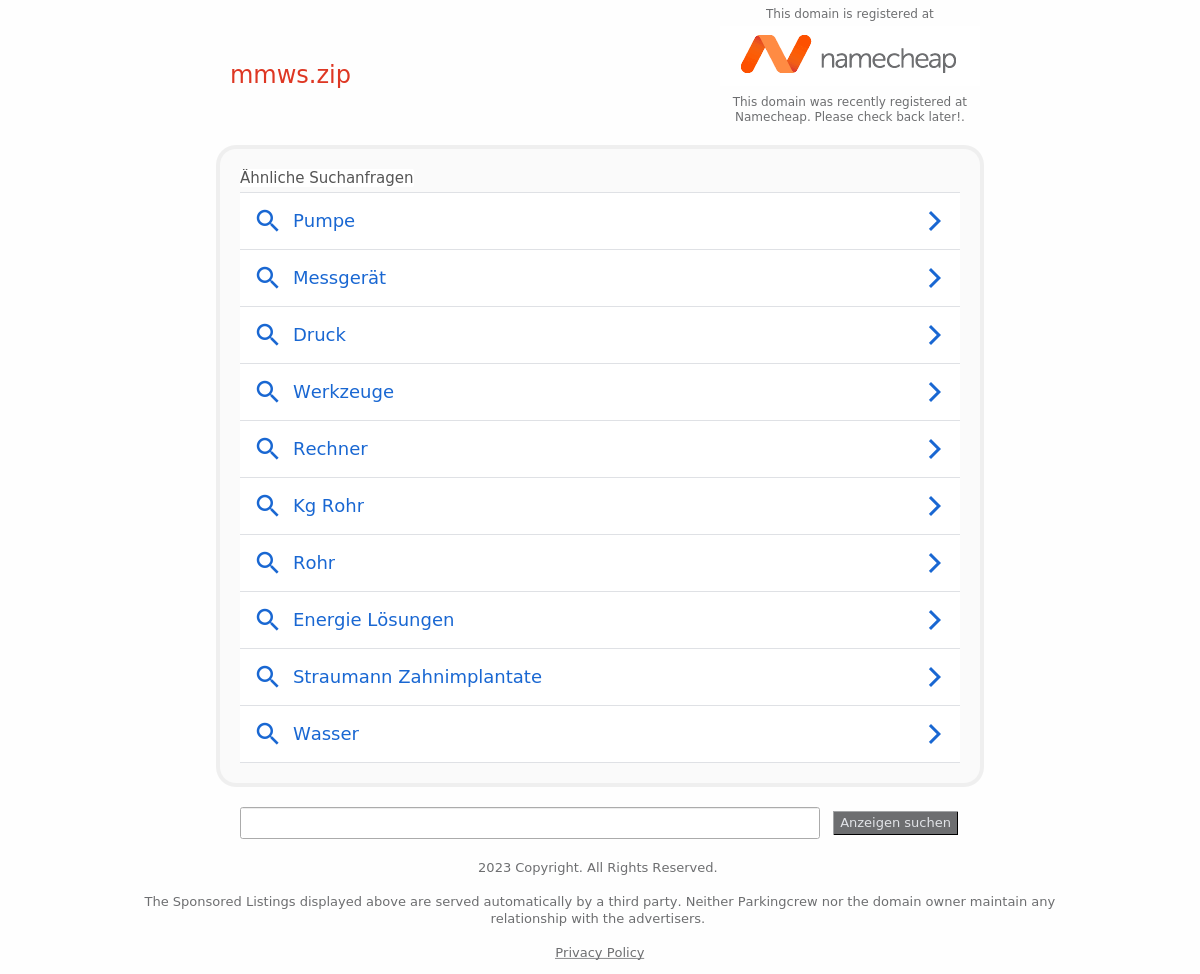 This domain is registered at
namecheap
mmws.zip
This domain was recently registered at
Namecheap. Please check back later!.
Ähnliche Suchanfragen
Pumpe
Messgerät
Druck
Werkzeuge
Rechner
Kg Rohr
Rohr
Energie Lösungen
Straumann Zahnimplantate
Wasser
Anzeigen suchen
2023 Copyright. All Rights Reserved.
The Sponsored Listings displayed above are served automatically by a third party. Neither Parkingcrew nor the domain owner maintain any
relationship with the advertisers.
Privacy Policy